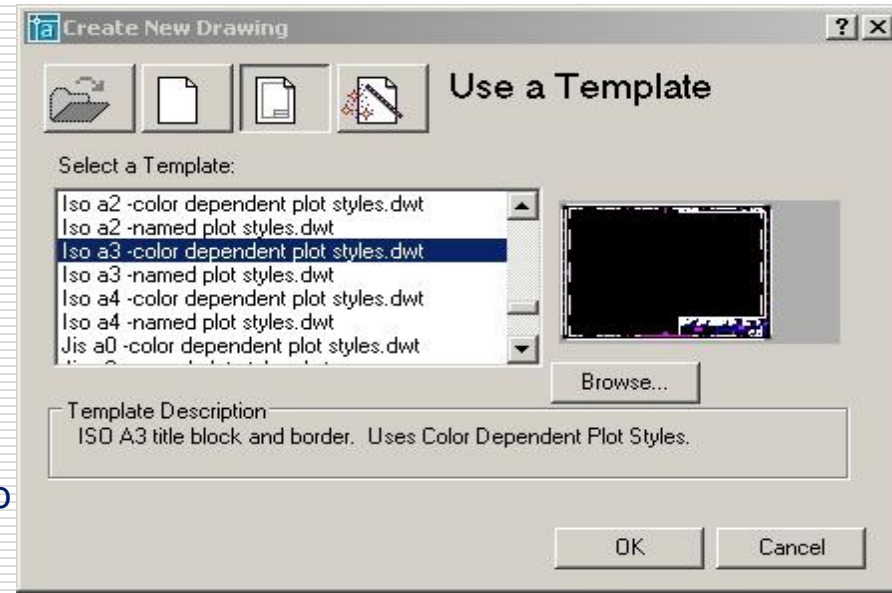 Create New Drawing
Use a Template
Select a Template:
Iso a2 -color dependent plot styles.dwt
Iso a2 -named plot styles.dwt
Iso a3 -color dependent plot styles.dwt
Iso a3 -named plot styles.dwt
Iso a4 -color dependent plot styles.dwt
Iso a4 -named plot styles.dwt
Jis a0 -color dependent plot styles.dwt
Browse...
Template Description
ISO A3 title block and border. Uses Color Dependent Plot Styles.
OK
Cancel